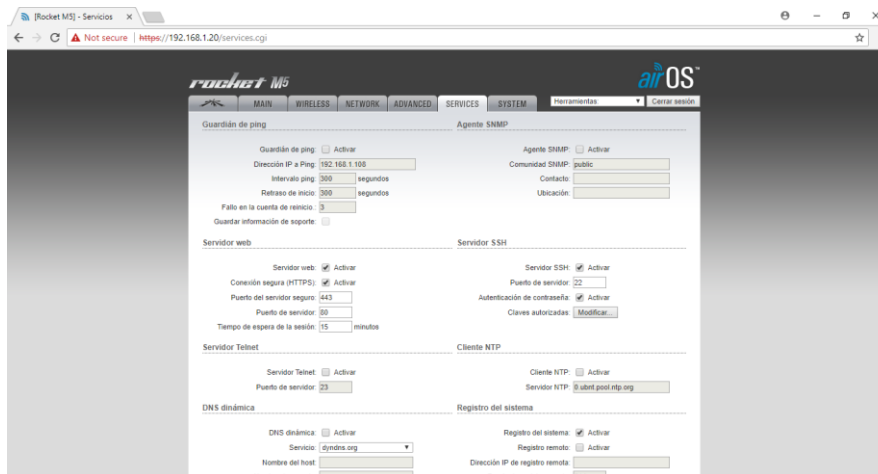 [Rocket M5] - Servicios
Not secure | https://192.168.1.20/services.cgi
rocket M5
airOS™
MAIN WIRELESS NETWORK ADVANCED SERVICES SYSTEM Herramientas: Cerrar sesión
Guardián de ping
Guardián de ping: Activar
Dirección IP a Ping: 192.168.1.108
Intervalo ping: 300 segundos
Retraso de inicio: 300 segundos
Fallo en la cuenta de reinicio.: 3
Guardar información de soporte:
Agente SNMP
Agente SNMP: Activar
Comunidad SNMP: public
Contacto:
Ubicación:
Servidor web
Servidor web: Activar
Conexión segura (HTTPS): Activar
Puerto del servidor seguro: 443
Puerto de servidor: 80
Tiempo de espera de la sesión: 15 minutos
Servidor SSH
Servidor SSH: Activar
Puerto de servidor: 22
Autenticación de contraseña: Activar
Claves autorizadas: Modificar...
Servidor Telnet
Servidor Telnet: Activar
Puerto de servidor: 23
Cliente NTP
Cliente NTP: Activar
Servidor NTP: 0.ubnt.pool.ntp.org
DNS dinámica
DNS dinámica: Activar
Servicio: dyndns.org
Nombre del host:
Registro del sistema
Registro del sistema: Activar
Registro remoto: Activar
Dirección IP de registro remota: